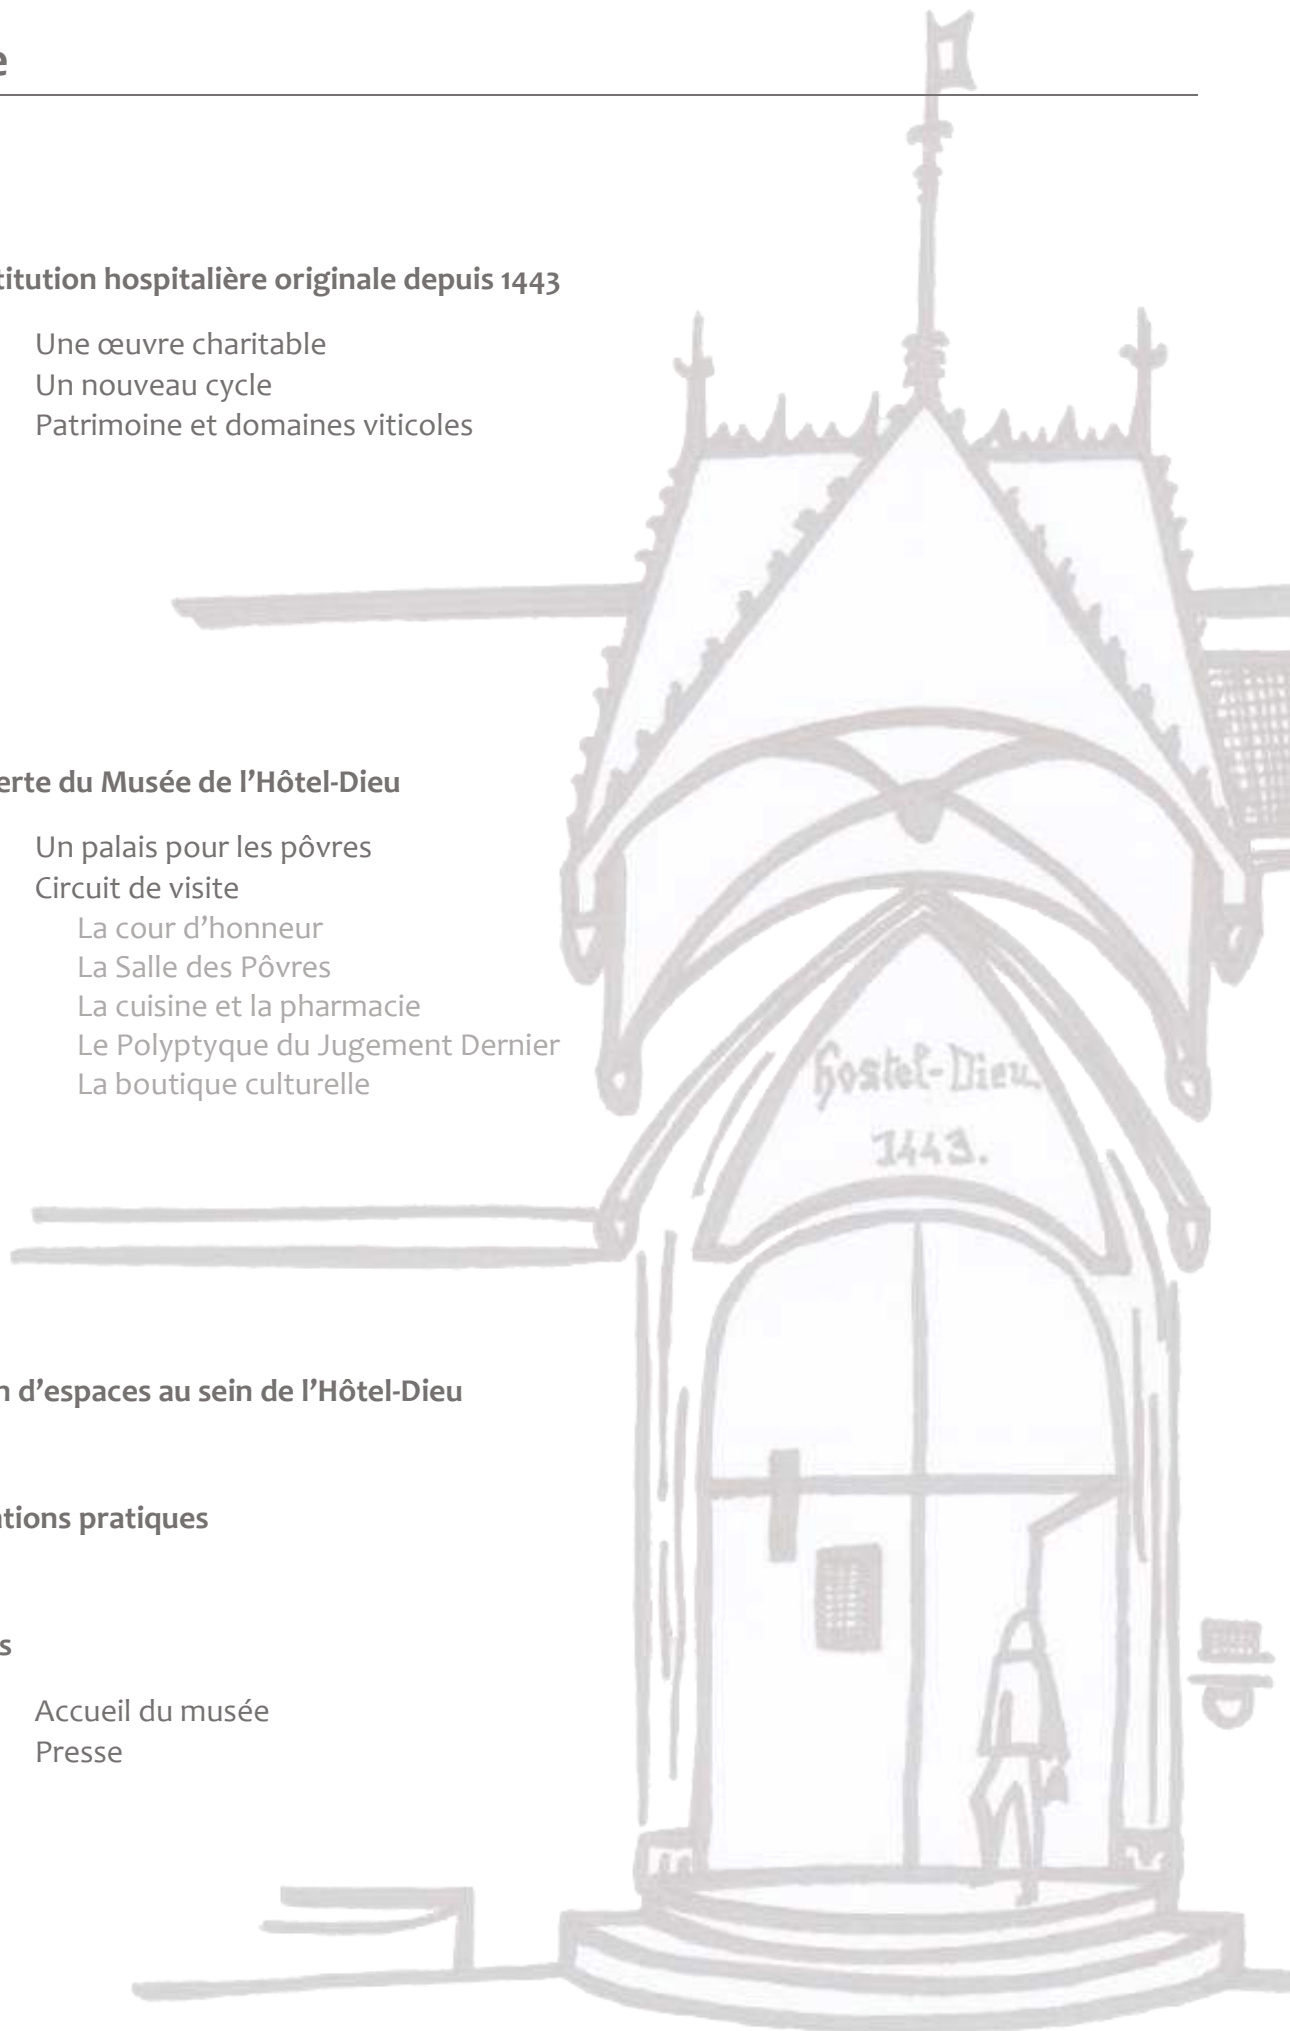 e
titution hospitalière originale depuis 1443
Une œuvre charitable
Un nouveau cycle
Patrimoine et domaines viticoles
erte du Musée de l’Hôtel-Dieu
Un palais pour les pôvres
Circuit de visite
La cour d’honneur
La Salle des Pôvres
La cuisine et la pharmacie
Le Polyptyque du Jugement Dernier
La boutique culturelle
hostel-Dieu.
1443.
n d’espaces au sein de l’Hôtel-Dieu
ations pratiques
s
Accueil du musée
Presse